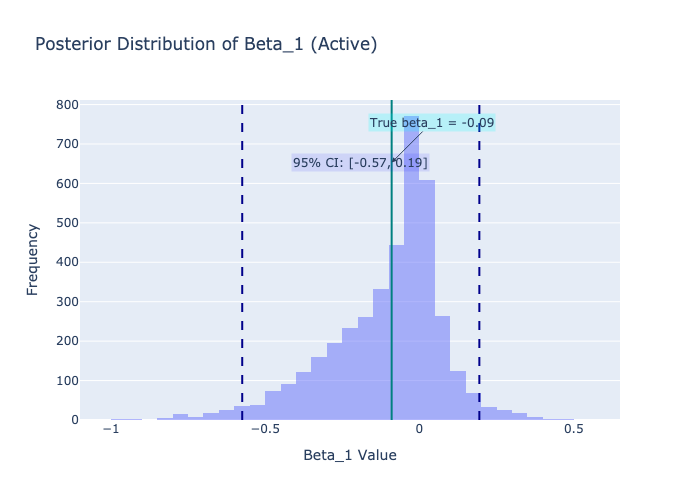 Posterior Distribution of Beta_1 (Active)
800
True beta_1 = -0.09
700
95% CI: [-0.57, 0.19]
600
500
400
300
200
100
0
Frequency
−1
−0.5
0
0.5
Beta_1 Value